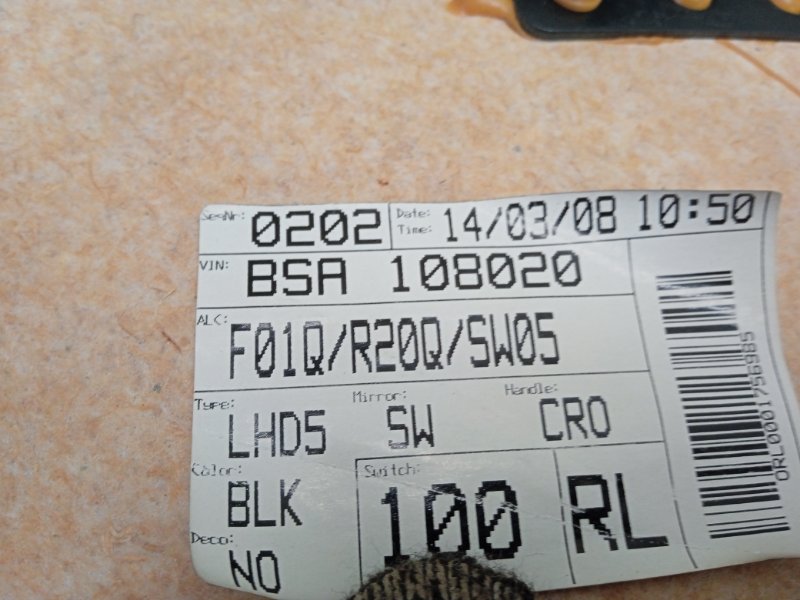 SeqNr: 0202 Date: Time: 14/03/08 10:50
VIN: BSA 108020
ALC: F01Q/R20Q/SW05
Type: LHD5 Mirror: SW Handle: CRO
Color: BLK Switch: 100 RL
Deco: NO
ORL0001756985